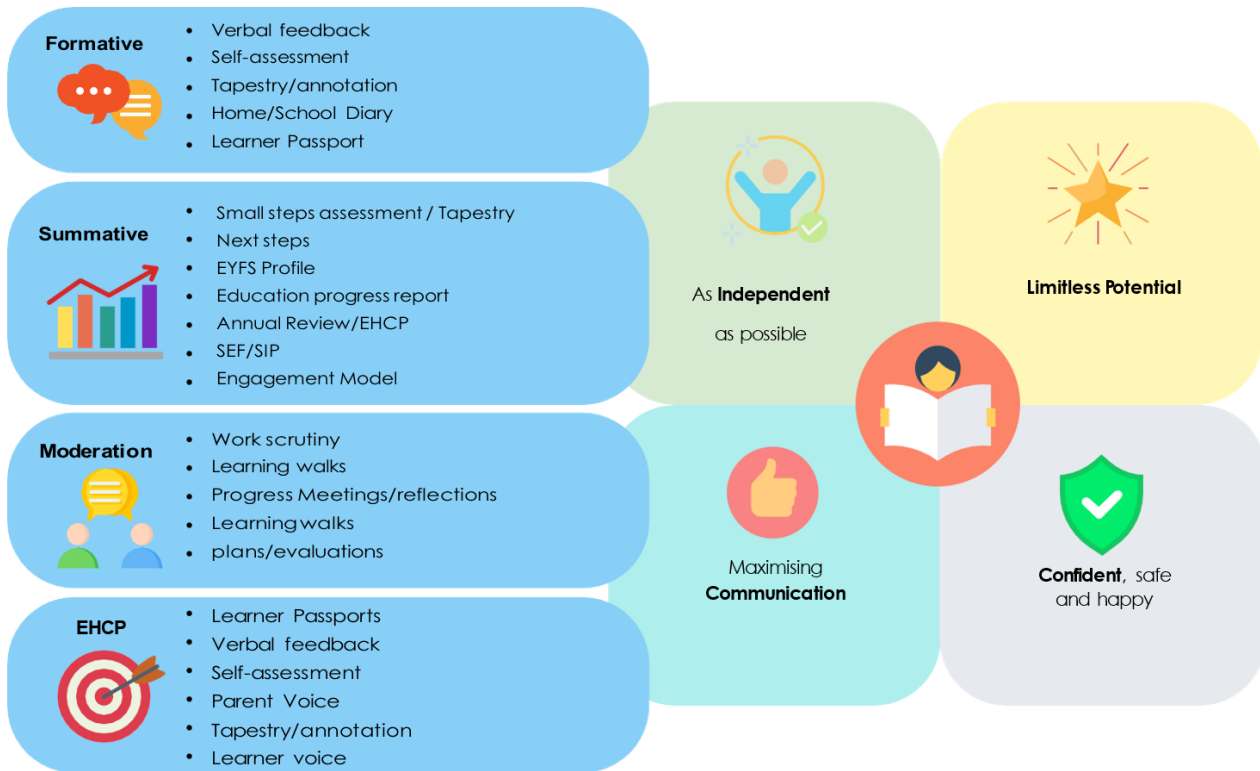 Formative
• Verbal feedback
• Self-assessment
• Tapestry/annotation
• Home/School Diary
• Learner Passport
Summative
• Small steps assessment / Tapestry
• Next steps
• EYFS Profile
• Education progress report
• Annual Review/EHCP
• SEF/SIP
• Engagement Model
Moderation
• Work scrutiny
• Learning walks
• Progress Meetings/reflections
• Learning walks
• plans/evaluations
EHCP
• Learner Passports
• Verbal feedback
• Self-assessment
• Parent Voice
• Tapestry/annotation
• Learner voice
As Independent
as possible
Limitless Potential
Maximising
Communication
Confident, safe
and happy